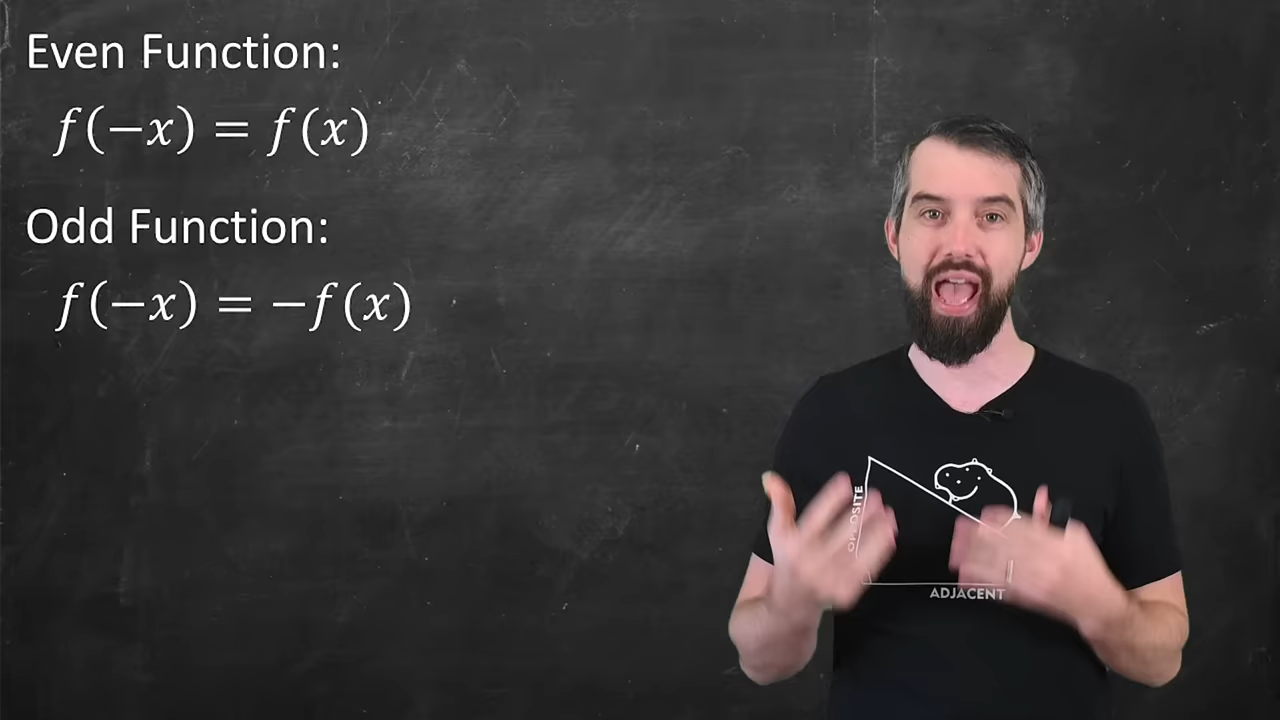 Even Function:
𝑓(−𝑥) = 𝑓(𝑥)
Odd Function:
𝑓(−𝑥) = −𝑓(𝑥)
ADJACENT